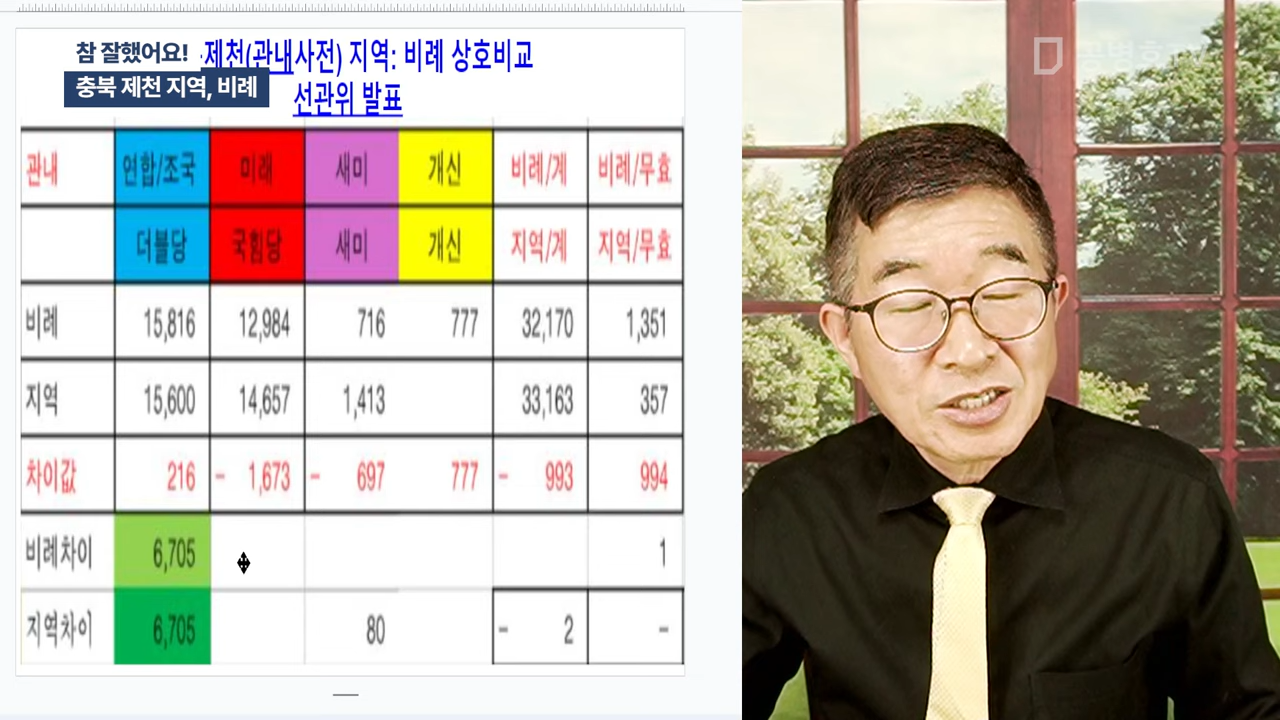 참 잘했어요!
충북 제천 지역, 비례
제천(관내사전) 지역: 비례 상호비교
선관위 발표
관내 연합/조국 미래 새미 개신 비례/계 비례/무효
더블당 국힘당 새미 개신 지역/계 지역/무효
비례 15,816 12,984 716 777 32,170 1,351
지역 15,600 14,657 1,413 33,163 357
차이값 216 - 1,673 - 697 777 - 993 994
비례차이 6,705 1
지역차이 6,705 80 - 2 -